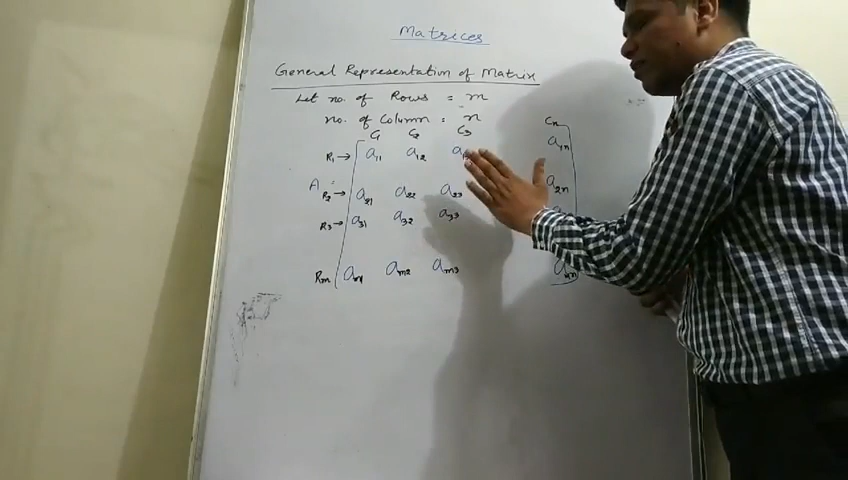 Matrices
General Representation of Matrix
Let no. of Rows = m
no. of Column = n
C1 C2 C3 Cn
R1 → a11 a12 a1n
A = R2 → a21 a22 a23 a2n
R3 → a31 a32 a33
Rm am1 am2 am3 amn